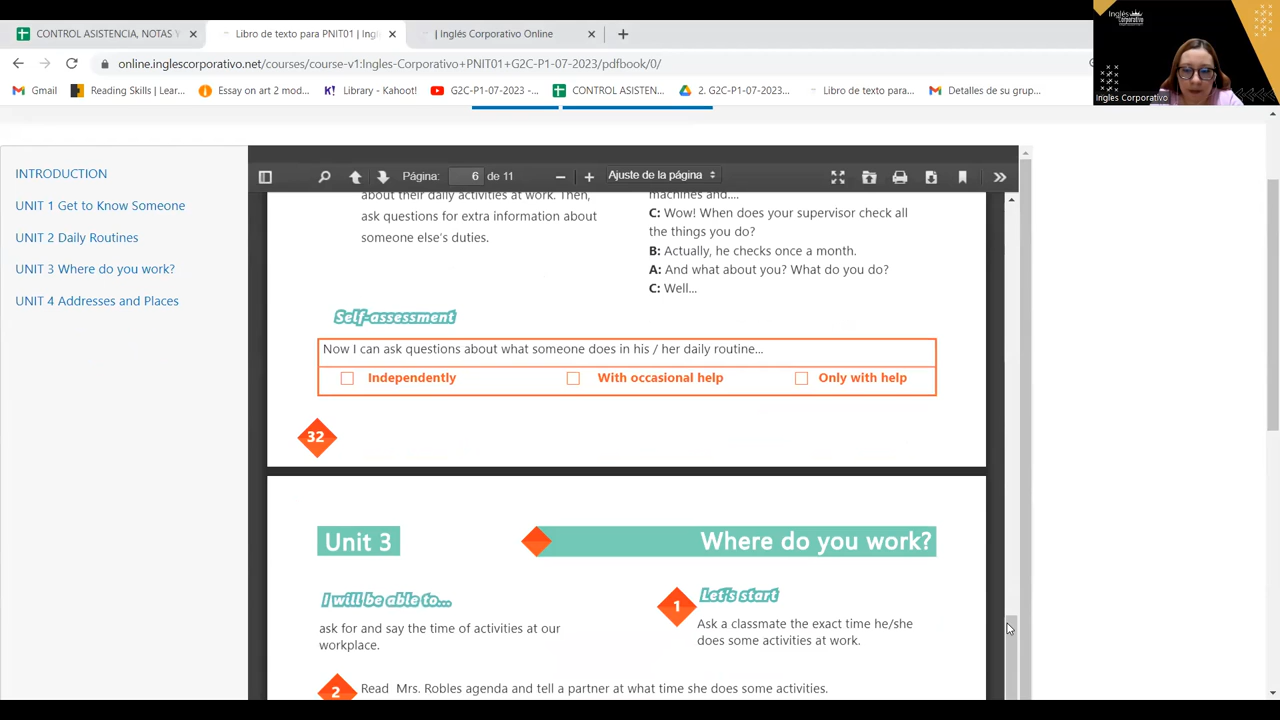 CONTROL ASISTENCIA, NOTAS Y
Libro de texto para PNIT01 | Ingl
| Inglés Corporativo Online
online.inglescorporativo.net/courses/course-v1:Ingles-Corporativo+PNIT01+G2C-P1-07-2023/pdfbook/0/
Gmail
Reading Skills | Lear...
Essay on art 2 mod...
Library - Kahoot!
G2C-P1-07-2023 -...
CONTROL ASISTEN...
2. G2C-P1-07-2023...
Libro de texto para...
Detalles de su grup...
Inglés
Corporativo
Ingles Corporativo
INTRODUCTION
UNIT 1 Get to Know Someone
UNIT 2 Daily Routines
UNIT 3 Where do you work?
UNIT 4 Addresses and Places
Página: 6 de 11
Ajuste de la página
about their daily activities at work. Then,
ask questions for extra information about
someone else's duties.
machines and....
C: Wow! When does your supervisor check all
the things you do?
B: Actually, he checks once a month.
A: And what about you? What do you do?
C: Well...
Self-assessment
Now I can ask questions about what someone does in his / her daily routine...
Independently
With occasional help
Only with help
32
Unit 3
Where do you work?
I will be able to...
ask for and say the time of activities at our
workplace.
1
Let's start
Ask a classmate the exact time he/she
does some activities at work.
2
Read Mrs. Robles agenda and tell a partner at what time she does some activities.